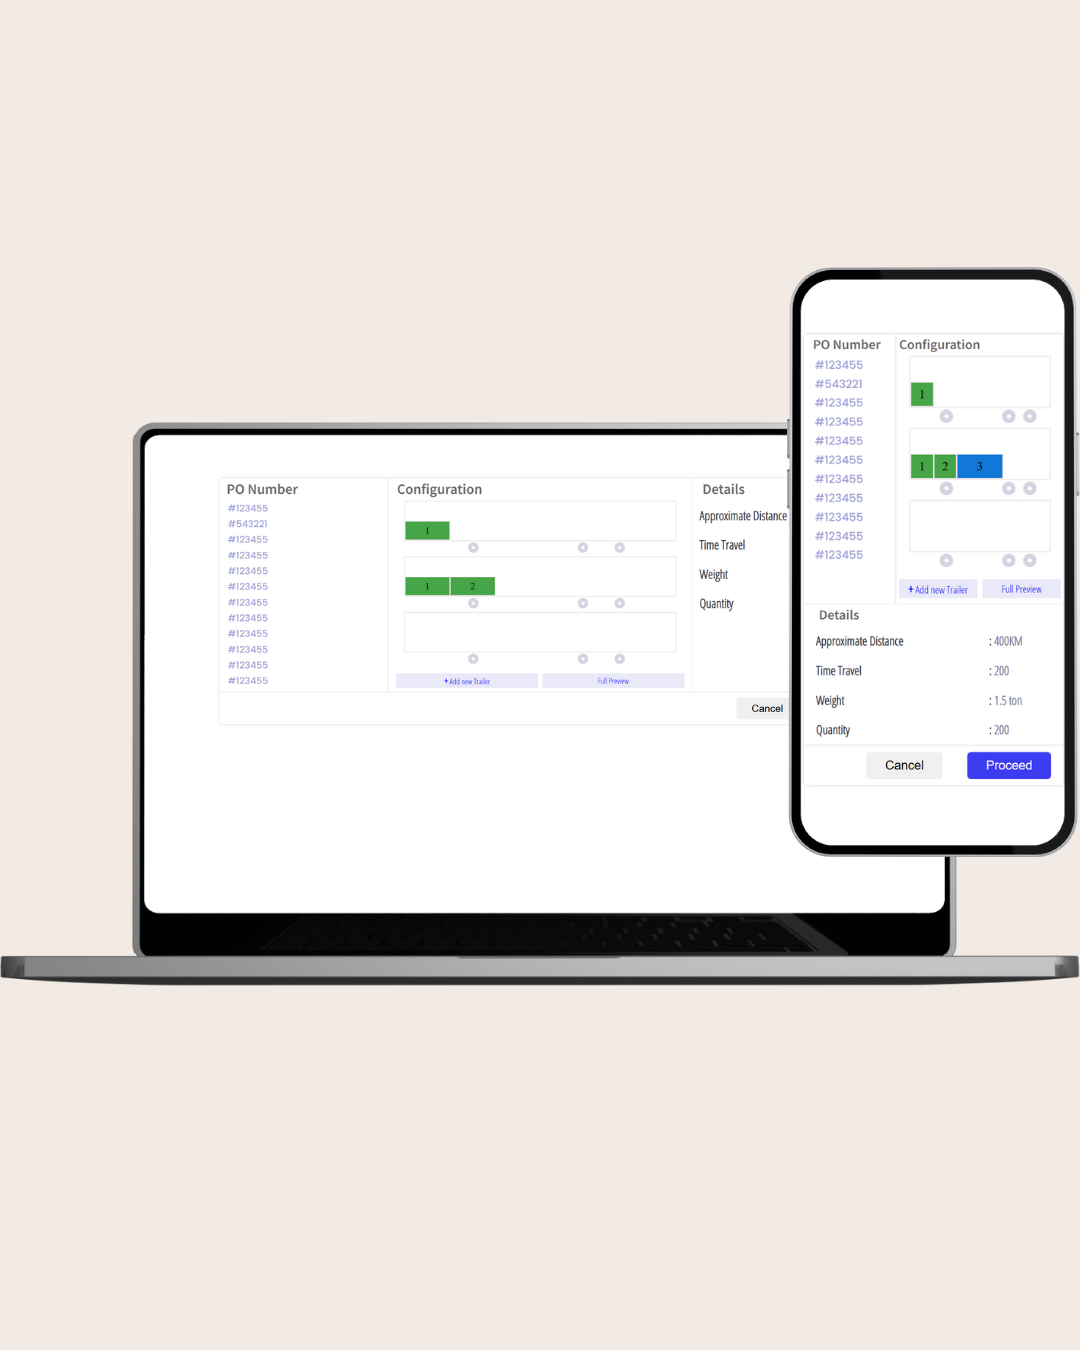 PO Number
#123455
#543221
#123455
#123455
#123455
#123455
#123455
#123455
#123455
#123455
#123455
#123455
Configuration
1
1 2
+ Add new Trailer Full Preview
Details
Approximate Distance
Time Travel
Weight
Quantity
Cancel
PO Number
#123455
#543221
#123455
#123455
#123455
#123455
#123455
#123455
#123455
#123455
#123455
Configuration
1
1 2 3
+ Add new Trailer Full Preview
Details
Approximate Distance : 400KM
Time Travel : 200
Weight : 1.5 ton
Quantity : 200
Cancel Proceed